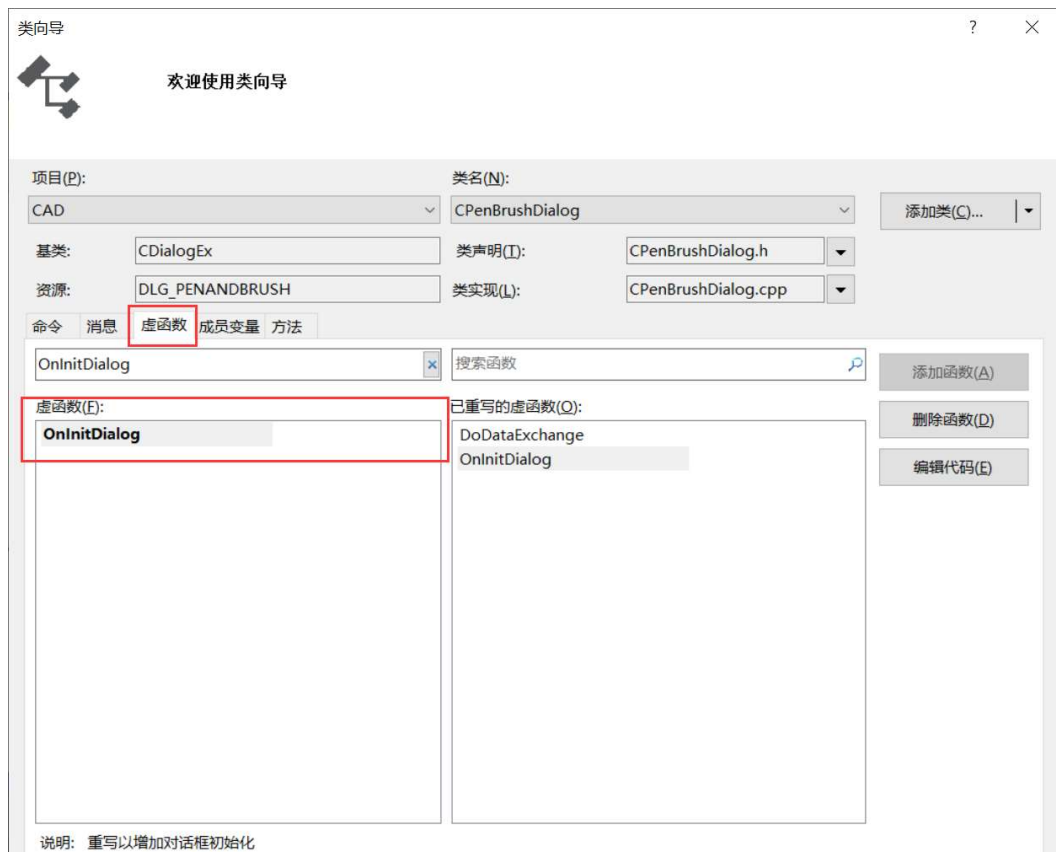 类向导
?
欢迎使用类向导
项目(P):
类名(N):
CAD
CPenBrushDialog
添加类(C)...
基类:
CDialogEx
类声明(T):
CPenBrushDialog.h
资源:
DLG_PENANDBRUSH
类实现(L):
CPenBrushDialog.cpp
命令 消息 虚函数 成员变量 方法
OnInitDialog
搜索函数
添加函数(A)
虚函数(F):
已重写的虚函数(O):
删除函数(D)
OnInitDialog
DoDataExchange
OnInitDialog
编辑代码(E)
说明: 重写以增加对话框初始化